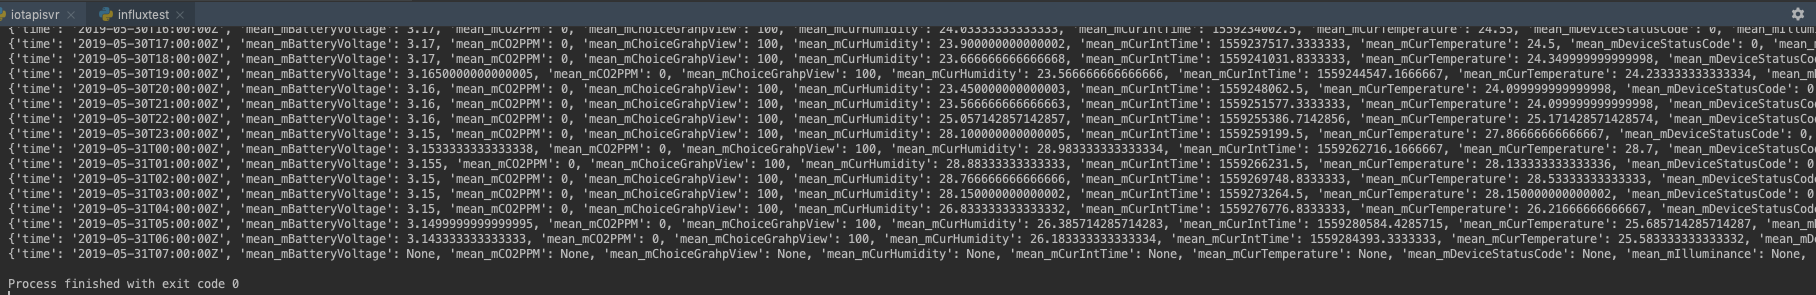 iotapisvr × influxtest ×
{'time': '2019-05-30T16:00:00Z', 'mean_mBatteryVoltage': 3.17, 'mean_mCO2PPM': 0, 'mean_mChoiceGrahpView': 100, 'mean_mCurHumidity': 24.033333333333333, 'mean_mCurIntTime': 1559234002.5, 'mean_mCurTemperature': 24.55, 'mean_mDeviceStatusCode': 0,
{'time': '2019-05-30T17:00:00Z', 'mean_mBatteryVoltage': 3.17, 'mean_mCO2PPM': 0, 'mean_mChoiceGrahpView': 100, 'mean_mCurHumidity': 23.900000000000002, 'mean_mCurIntTime': 1559237517.3333333, 'mean_mCurTemperature': 24.5, 'mean_mDeviceStatusCode': 0, 'mean_
{'time': '2019-05-30T18:00:00Z', 'mean_mBatteryVoltage': 3.17, 'mean_mCO2PPM': 0, 'mean_mChoiceGrahpView': 100, 'mean_mCurHumidity': 23.666666666666668, 'mean_mCurIntTime': 1559241031.8333333, 'mean_mCurTemperature': 24.349999999999998, 'mean_mDeviceStatusCo
{'time': '2019-05-30T19:00:00Z', 'mean_mBatteryVoltage': 3.1650000000000005, 'mean_mCO2PPM': 0, 'mean_mChoiceGrahpView': 100, 'mean_mCurHumidity': 23.566666666666666, 'mean_mCurIntTime': 1559244547.1666667, 'mean_mCurTemperature': 24.233333333333334, 'mean_m
{'time': '2019-05-30T20:00:00Z', 'mean_mBatteryVoltage': 3.16, 'mean_mCO2PPM': 0, 'mean_mChoiceGrahpView': 100, 'mean_mCurHumidity': 23.450000000000003, 'mean_mCurIntTime': 1559248062.5, 'mean_mCurTemperature': 24.099999999999998, 'mean_mDeviceStatusCode': 0
{'time': '2019-05-30T21:00:00Z', 'mean_mBatteryVoltage': 3.16, 'mean_mCO2PPM': 0, 'mean_mChoiceGrahpView': 100, 'mean_mCurHumidity': 23.566666666666663, 'mean_mCurIntTime': 1559251577.3333333, 'mean_mCurTemperature': 24.099999999999998, 'mean_mDeviceStatusCo
{'time': '2019-05-30T22:00:00Z', 'mean_mBatteryVoltage': 3.16, 'mean_mCO2PPM': 0, 'mean_mChoiceGrahpView': 100, 'mean_mCurHumidity': 25.057142857142857, 'mean_mCurIntTime': 1559255386.7142856, 'mean_mCurTemperature': 25.171428571428574, 'mean_mDeviceStatusCo
{'time': '2019-05-30T23:00:00Z', 'mean_mBatteryVoltage': 3.15, 'mean_mCO2PPM': 0, 'mean_mChoiceGrahpView': 100, 'mean_mCurHumidity': 28.100000000000005, 'mean_mCurIntTime': 1559259199.5, 'mean_mCurTemperature': 27.86666666666667, 'mean_mDeviceStatusCode': 0,
{'time': '2019-05-31T00:00:00Z', 'mean_mBatteryVoltage': 3.1533333333333338, 'mean_mCO2PPM': 0, 'mean_mChoiceGrahpView': 100, 'mean_mCurHumidity': 28.983333333333334, 'mean_mCurIntTime': 1559262716.1666667, 'mean_mCurTemperature': 28.7, 'mean_mDeviceStatusCo
{'time': '2019-05-31T01:00:00Z', 'mean_mBatteryVoltage': 3.155, 'mean_mCO2PPM': 0, 'mean_mChoiceGrahpView': 100, 'mean_mCurHumidity': 28.88333333333333, 'mean_mCurIntTime': 1559266231.5, 'mean_mCurTemperature': 28.133333333333336, 'mean_mDeviceStatusCode': 0
{'time': '2019-05-31T02:00:00Z', 'mean_mBatteryVoltage': 3.15, 'mean_mCO2PPM': 0, 'mean_mChoiceGrahpView': 100, 'mean_mCurHumidity': 28.766666666666666, 'mean_mCurIntTime': 1559269748.8333333, 'mean_mCurTemperature': 28.53333333333333, 'mean_mDeviceStatusCod
{'time': '2019-05-31T03:00:00Z', 'mean_mBatteryVoltage': 3.15, 'mean_mCO2PPM': 0, 'mean_mChoiceGrahpView': 100, 'mean_mCurHumidity': 28.150000000000002, 'mean_mCurIntTime': 1559273264.5, 'mean_mCurTemperature': 28.150000000000002, 'mean_mDeviceStatusCode': 0
{'time': '2019-05-31T04:00:00Z', 'mean_mBatteryVoltage': 3.15, 'mean_mCO2PPM': 0, 'mean_mChoiceGrahpView': 100, 'mean_mCurHumidity': 26.833333333333332, 'mean_mCurIntTime': 1559276776.8333333, 'mean_mCurTemperature': 26.216666666666667, 'mean_mDeviceStatusCo
{'time': '2019-05-31T05:00:00Z', 'mean_mBatteryVoltage': 3.149999999999995, 'mean_mCO2PPM': 0, 'mean_mChoiceGrahpView': 100, 'mean_mCurHumidity': 26.385714285714283, 'mean_mCurIntTime': 1559280584.4285715, 'mean_mCurTemperature': 25.685714285714287, 'mean_m
{'time': '2019-05-31T06:00:00Z', 'mean_mBatteryVoltage': 3.143333333333333, 'mean_mCO2PPM': 0, 'mean_mChoiceGrahpView': 100, 'mean_mCurHumidity': 26.183333333333334, 'mean_mCurIntTime': 1559284393.3333333, 'mean_mCurTemperature': 25.583333333333332, 'mean_mD
{'time': '2019-05-31T07:00:00Z', 'mean_mBatteryVoltage': None, 'mean_mCO2PPM': None, 'mean_mChoiceGrahpView': None, 'mean_mCurHumidity': None, 'mean_mCurIntTime': None, 'mean_mCurTemperature': None, 'mean_mDeviceStatusCode': None, 'mean_mIlluminance': None,
Process finished with exit code 0